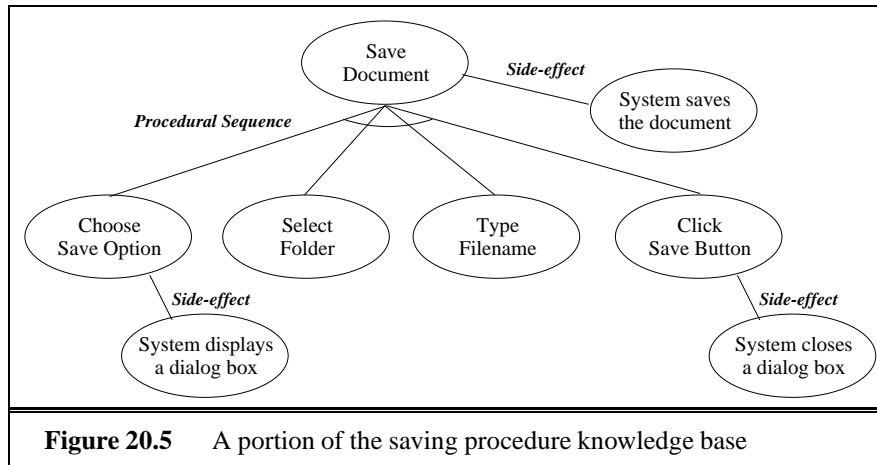 Save
Document
Side-effect
System saves
the document
Procedural Sequence
Choose
Save Option
Select
Folder
Type
Filename
Click
Save Button
Side-effect
Side-effect
System displays
a dialog box
System closes
a dialog box
Figure 20.5 A portion of the saving procedure knowledge base